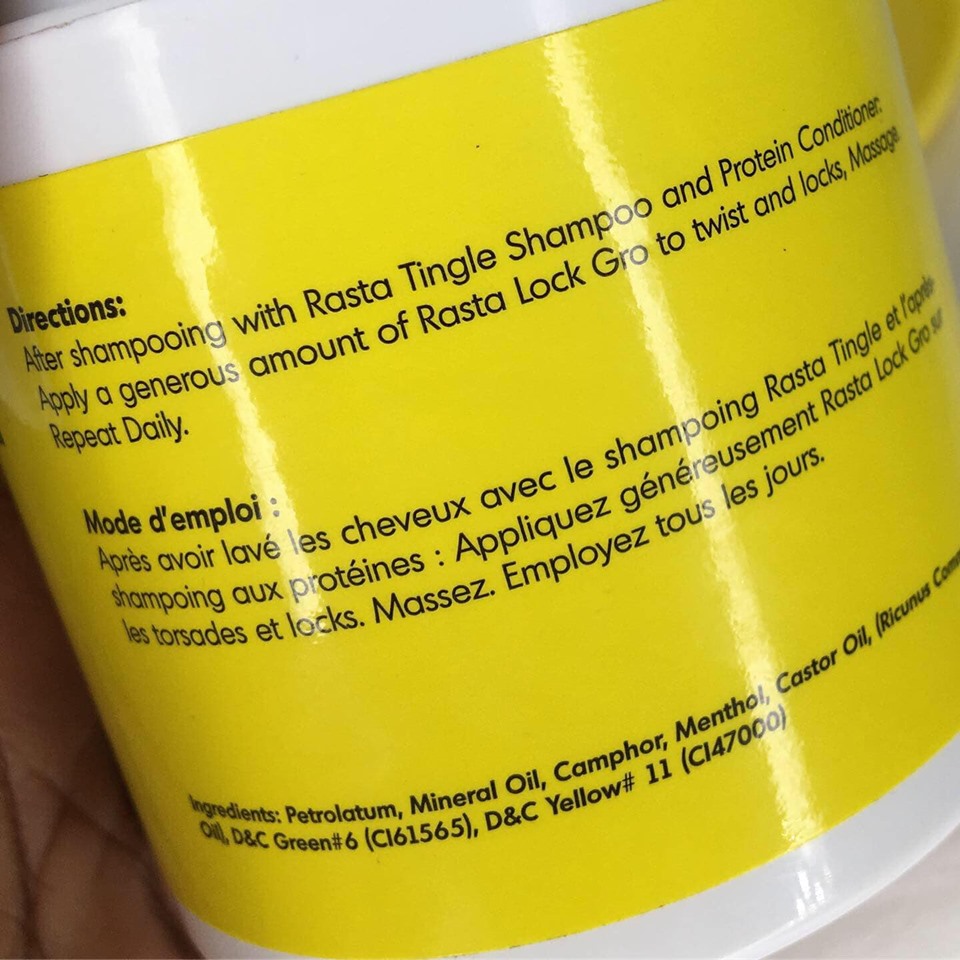 Directions:
After shampooing with Rasta Tingle Shampoo and Protein Conditioner.
Apply a generous amount of Rasta Lock Gro to twist and locks, Massage.
Repeat Daily.
Mode d'emploi :
Après avoir lavé les cheveux avec le shampoing Rasta Tingle et l'après-
shampoing aux protéines : Appliquez généreusement Rasta Lock Gro sur
les torsades et locks. Massez. Employez tous les jours.
Ingredients: Petrolatum, Mineral Oil, Camphor, Menthol, Castor Oil, (Ricunus
Oil), D&C Green#6 (CI61565), D&C Yellow# 11 (CI47000)